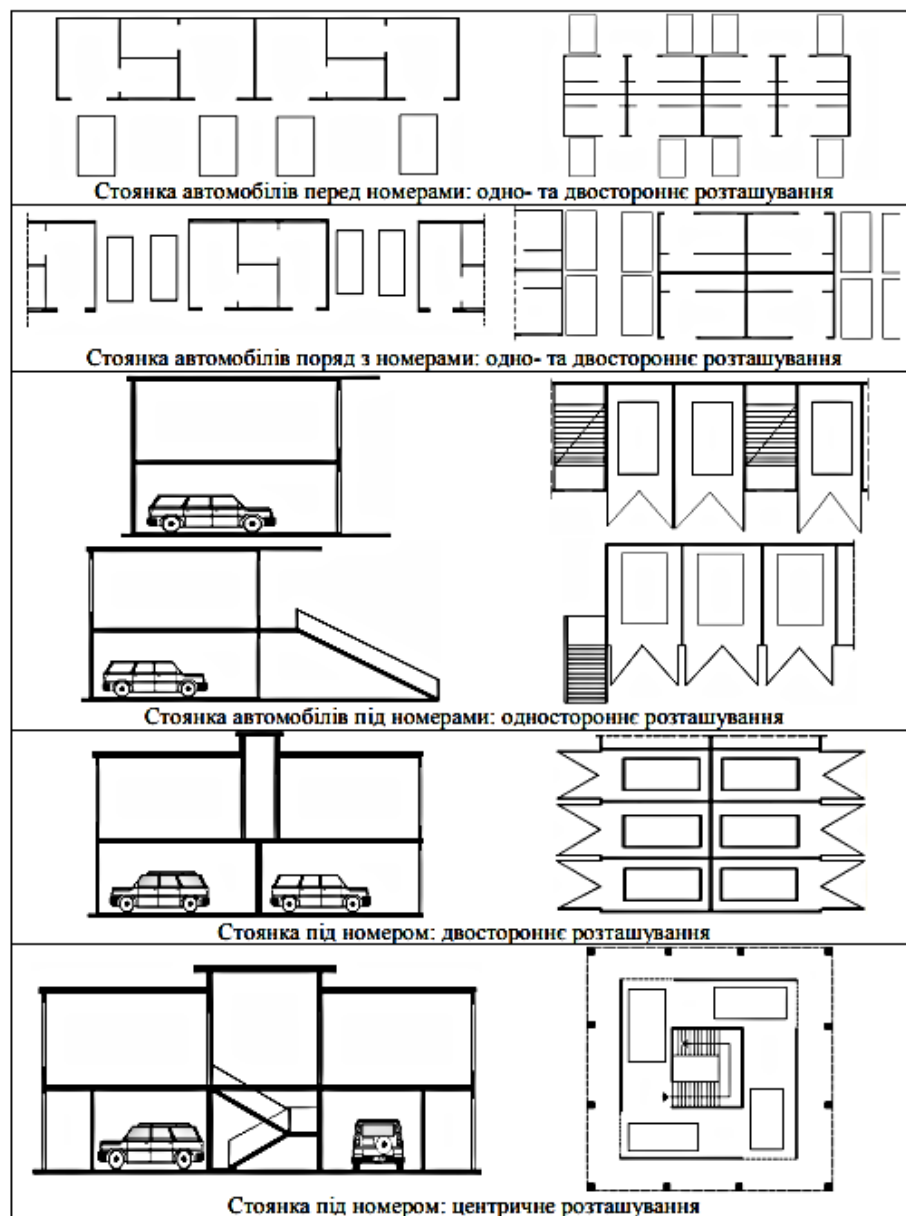 Стоянка автомобілів перед номерами: одно- та двостороннє розташування
Стоянка автомобілів поряд з номерами: одно- та двостороннє розташування
Стоянка автомобілів під номерами: одностороннє розташування
Стоянка під номером: двостороннє розташування
Стоянка під номером: центричне розташування